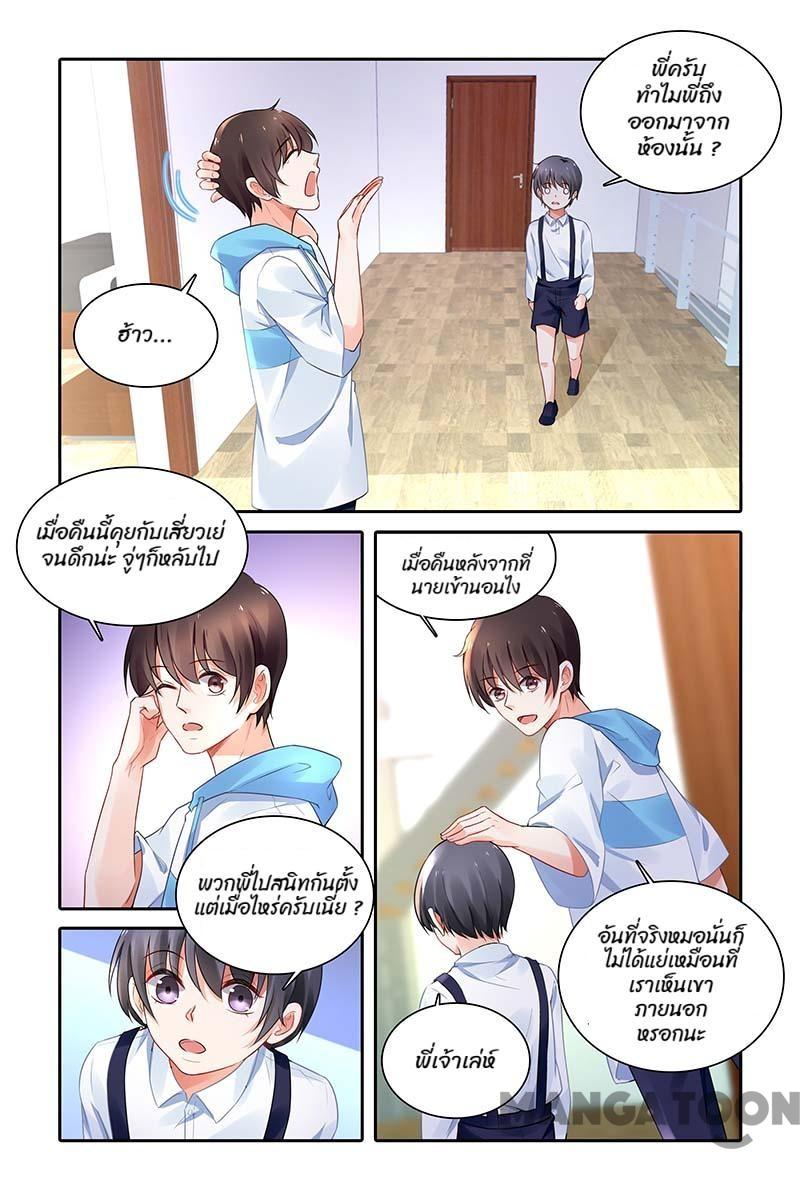 พี่ครับ
ทำไมพี่ถึง
ออกมาจาก
ห้องนั้น ?
ฮ้าว...
เมื่อคืนนี้คุยกับเสี่ยวเย่
จนดึกน่ะ จู่ๆก็หลับไป
เมื่อคืนหลังจากที่
นายเข้านอนไง
พวกพี่ไปสนิทกันตั้ง
แต่เมื่อไหร่ครับเนี่ย ?
อันที่จริงหมอนั่นก็
ไม่ได้แย่เหมือนที่
เราเห็นเขา
ภายนอก
หรอกนะ
พี่เจ้าเล่ห์
MANGATOON